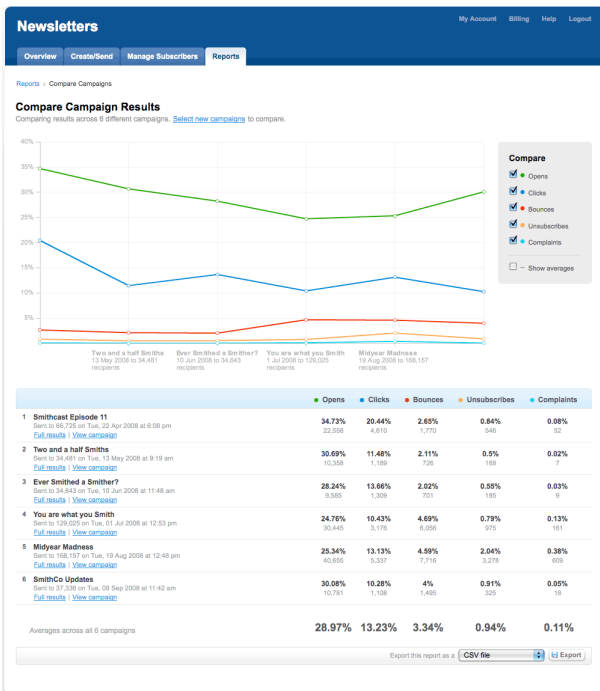 Newsletters
My Account Billing Help Logout
Overview Create/Send Manage Subscribers Reports
Reports › Compare Campaigns
Compare Campaign Results
Comparing results across 6 different campaigns. Select new campaigns to compare.
40%
35%
30%
25%
20%
15%
10%
5%
Two and a half Smiths
13 May 2008 to 34,481
recipients
Ever Smithed a Smither?
10 Jun 2008 to 34,643
recipients
You are what you Smith
1 Jul 2008 to 129,025
recipients
Midyear Madness
19 Aug 2008 to 168,157
recipients
Compare
Opens
Clicks
Bounces
Unsubscribes
Complaints
Show averages
Opens Clicks Bounces Unsubscribes Complaints
1 Smithcast Episode 11 34.73% 20.44% 2.65% 0.84% 0.08%
Sent to 66,725 on Tue, 22 Apr 2008 at 6:08 pm 22,558 4,610 1,770 546 52
Full results | View campaign
2 Two and a half Smiths 30.69% 11.48% 2.11% 0.5% 0.02%
Sent to 34,481 on Tue, 13 May 2008 at 9:19 am 10,358 1,189 726 168 7
Full results | View campaign
3 Ever Smithed a Smither? 28.24% 13.66% 2.02% 0.55% 0.03%
Sent to 34,643 on Tue, 10 Jun 2008 at 11:48 am 9,585 1,309 701 185 9
Full results | View campaign
4 You are what you Smith 24.76% 10.43% 4.69% 0.79% 0.13%
Sent to 129,025 on Tue, 01 Jul 2008 at 12:53 pm 30,445 3,176 6,056 975 161
Full results | View campaign
5 Midyear Madness 25.34% 13.13% 4.59% 2.04% 0.38%
Sent to 168,157 on Tue, 19 Aug 2008 at 12:48 pm 40,655 5,337 7,716 3,278 609
Full results | View campaign
6 SmithCo Updates 30.08% 10.28% 4% 0.91% 0.05%
Sent to 37,336 on Tue, 09 Sep 2008 at 11:42 am 10,781 1,108 1,495 325 18
Full results | View campaign
Averages across all 6 campaigns 28.97% 13.23% 3.34% 0.94% 0.11%
Export this report as a CSV file Export